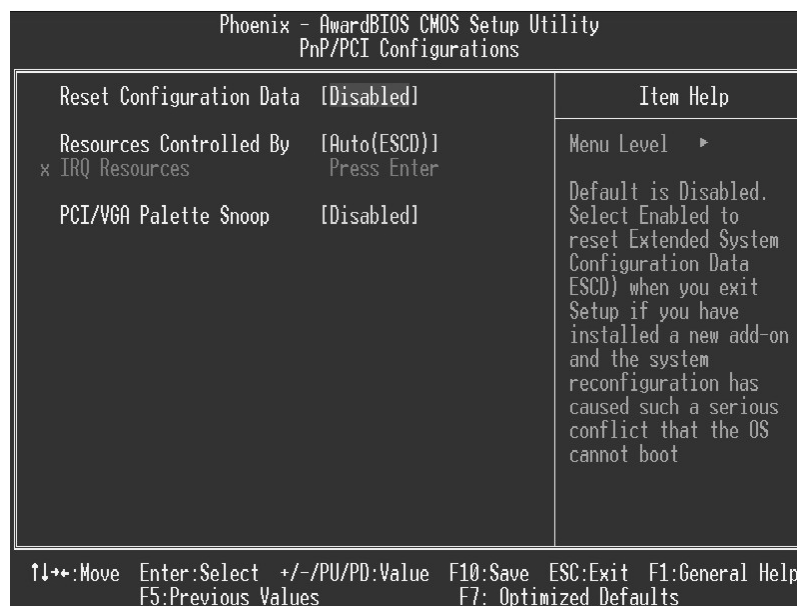 Phoenix - AwardBIOS CMOS Setup Utility
PnP/PCI Configurations
Reset Configuration Data [Disabled]
Resources Controlled By [Auto(ESCD)]
x IRQ Resources Press Enter
PCI/VGA Palette Snoop [Disabled]
Item Help
Menu Level ►
Default is Disabled.
Select Enabled to
reset Extended System
Configuration Data
ESCD) when you exit
Setup if you have
installed a new add-on
and the system
reconfiguration has
caused such a serious
conflict that the OS
cannot boot
↑↓→←:Move Enter:Select +/-/PU/PD:Value F10:Save ESC:Exit F1:General Help
F5:Previous Values F7: Optimized Defaults